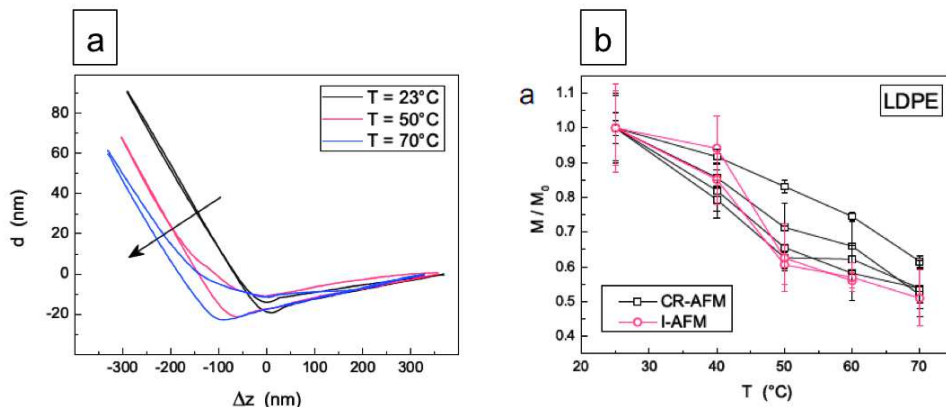 a
d (nm)
80
60
40
20
0
-20
-300 -200 -100 0 100 200 300
Δz (nm)
T = 23°C
T = 50°C
T = 70°C
b
a
M / M0
1.1
1.0
0.9
0.8
0.7
0.6
0.5
0.4
20 30 40 50 60 70
T (°C)
LDPE
CR-AFM
I-AFM